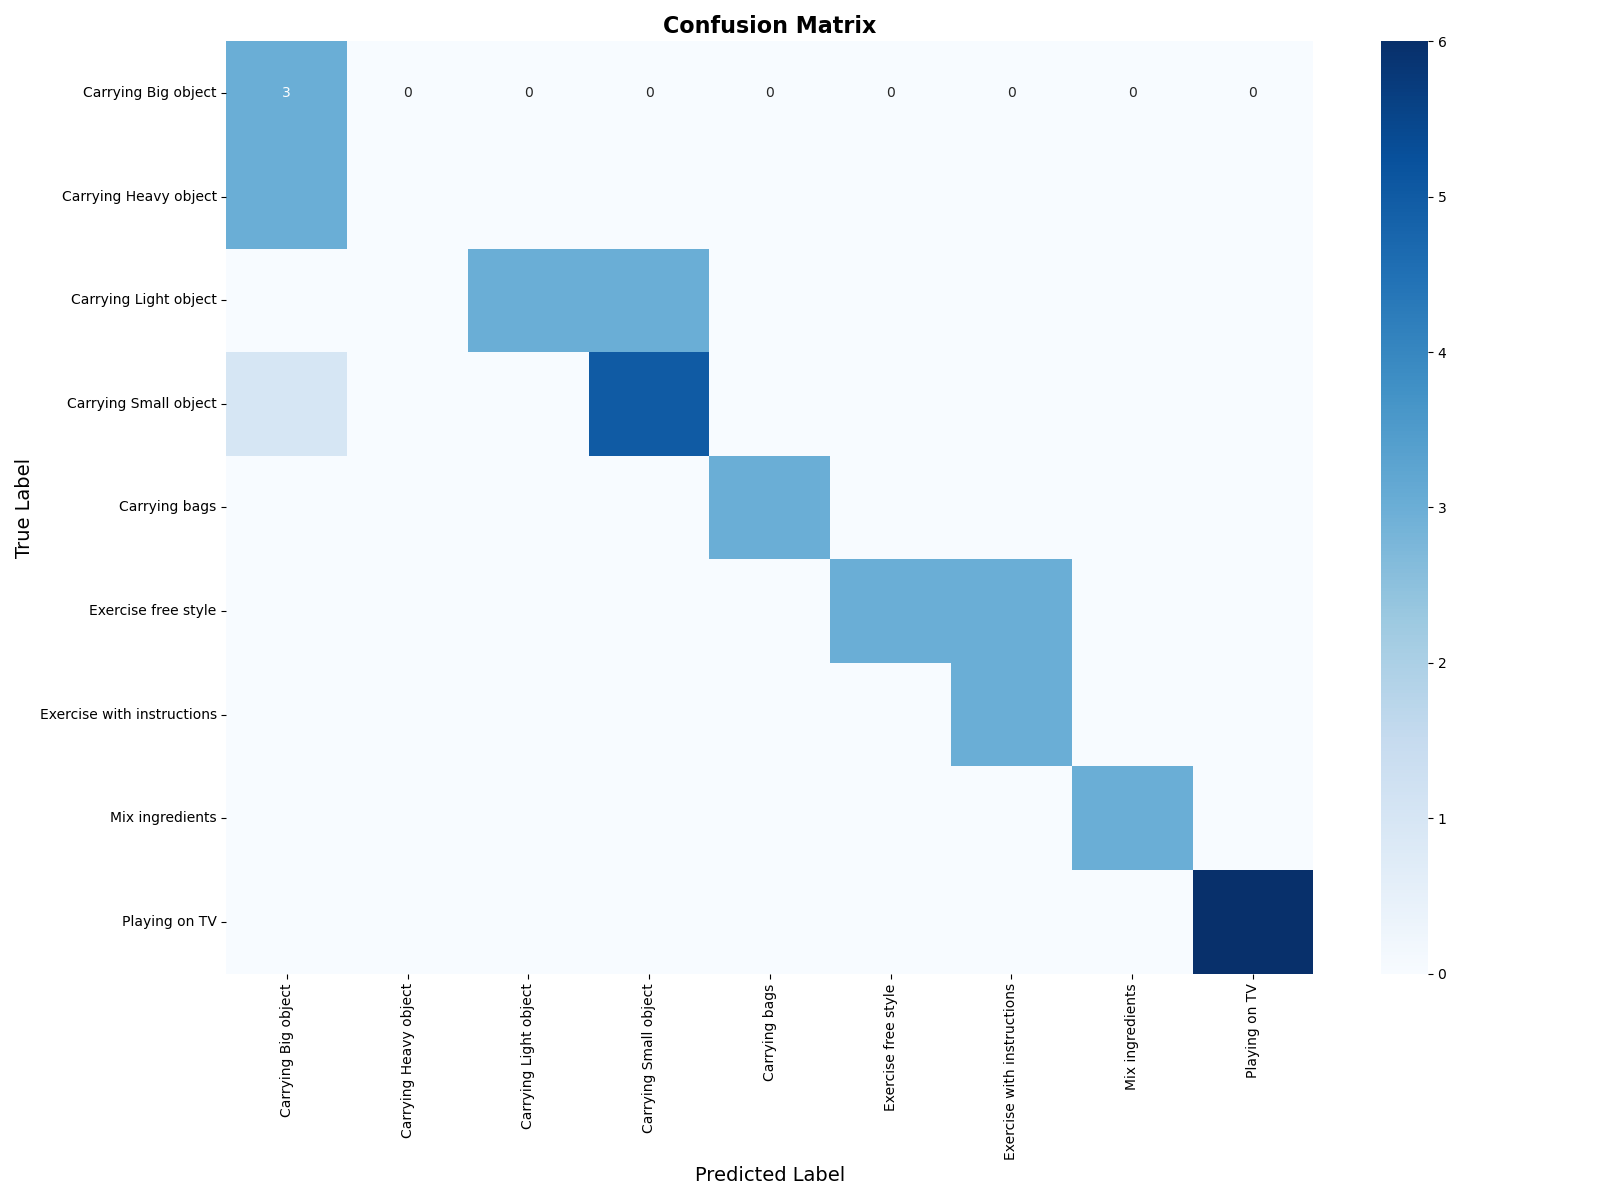 Confusion Matrix
Carrying Big object
3 0 0 0 0 0 0 0 0
Carrying Heavy object
Carrying Light object
Carrying Small object
Carrying bags
Exercise free style
Exercise with instructions
Mix ingredients
Playing on TV
True Label
Carrying Big object
Carrying Heavy object
Carrying Light object
Carrying Small object
Carrying bags
Exercise free style
Exercise with instructions
Mix ingredients
Playing on TV
Predicted Label
6
5
4
3
2
1
0